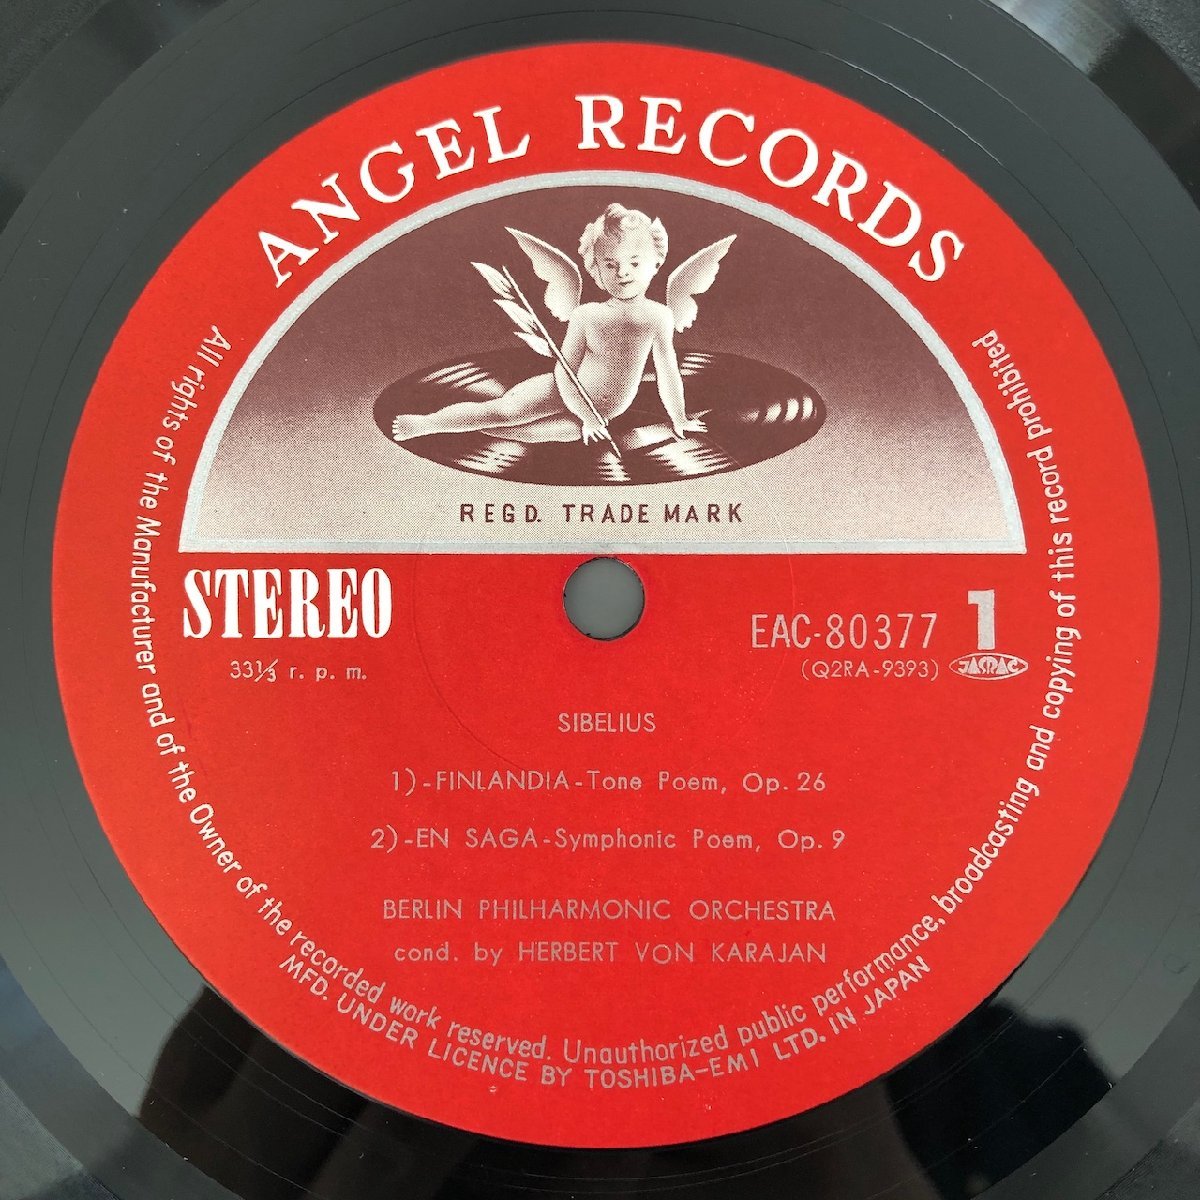 ANGEL RECORDS
REGD. TRADE MARK
STEREO
33⅓ r. p. m.
EAC-80377 1
(Q2RA-9393) JASRAC
SIBELIUS
1)-FINLANDIA-Tone Poem, Op. 26
2)-EN SAGA-Symphonic Poem, Op. 9
BERLIN PHILHARMONIC ORCHESTRA
cond. by HERBERT VON KARAJAN
All rights of the Manufacturer and of the Owner of the recorded work reserved. Unauthorized public performance, broadcasting and copying of this record prohibited
MFD. UNDER LICENCE BY TOSHIBA-EMI LTD. IN JAPAN